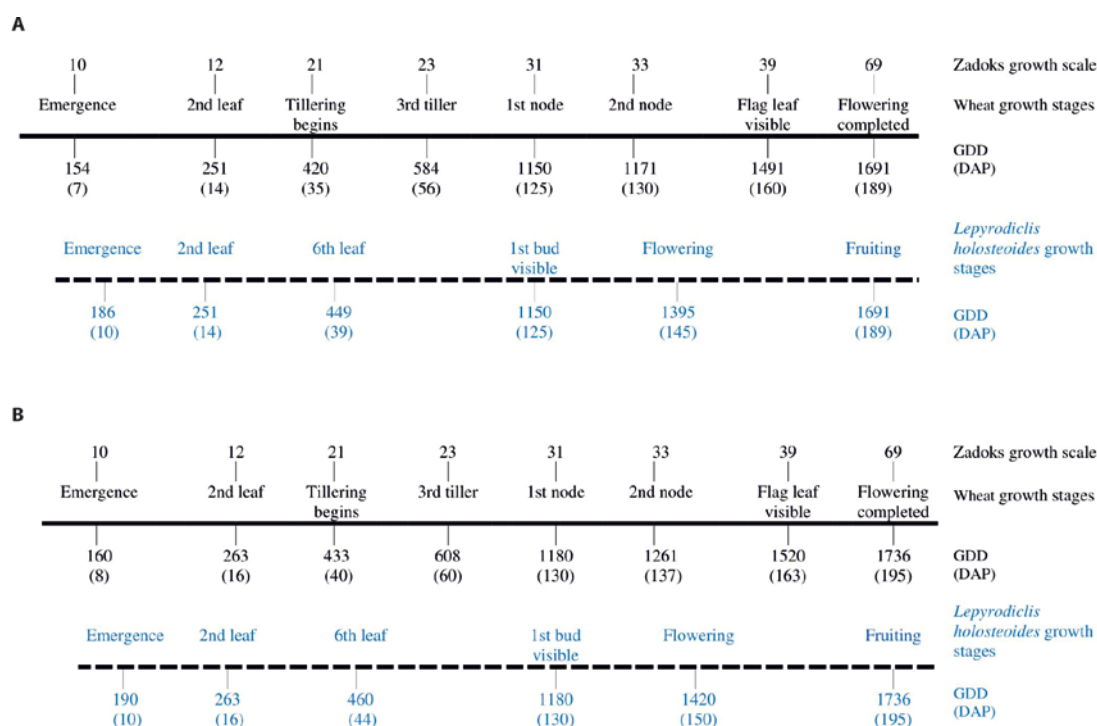 A
10 12 21 23 31 33 39 69 Zadoks growth scale
Emergence 2nd leaf Tillering 3rd tiller 1st node 2nd node Flag leaf Flowering Wheat growth stages
begins visible completed
154 251 420 584 1150 1171 1491 1691 GDD
(7) (14) (35) (56) (125) (130) (160) (189) (DAP)
Emergence 2nd leaf 6th leaf 1st bud Flowering Fruiting Lepyrodiclis
visible holosteoides growth
stages
186 251 449 1150 1395 1691 GDD
(10) (14) (39) (125) (145) (189) (DAP)
B
10 12 21 23 31 33 39 69 Zadoks growth scale
Emergence 2nd leaf Tillering 3rd tiller 1st node 2nd node Flag leaf Flowering Wheat growth stages
begins visible completed
160 263 433 608 1180 1261 1520 1736 GDD
(8) (16) (40) (60) (130) (137) (163) (195) (DAP)
Emergence 2nd leaf 6th leaf 1st bud Flowering Fruiting Lepyrodiclis
visible holosteoides growth
stages
190 263 460 1180 1420 1736 GDD
(10) (16) (44) (130) (150) (195) (DAP)